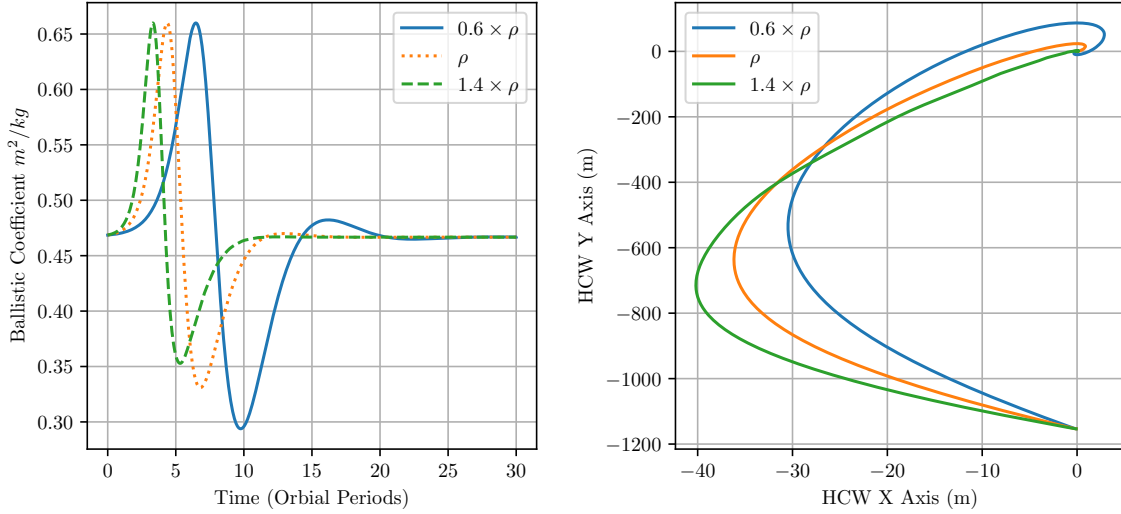 0.65
0.60
0.55
0.50
0.45
0.40
0.35
0.30
Ballistic Coefficient m²/kg
0.6 × ρ
ρ
1.4 × ρ
0 5 10 15 20 25 30
Time (Orbial Periods)
100
0
−200
−400
−600
−800
−1000
−1200
HCW Y Axis (m)
0.6 × ρ
ρ
1.4 × ρ
−40 −30 −20 −10 0
HCW X Axis (m)